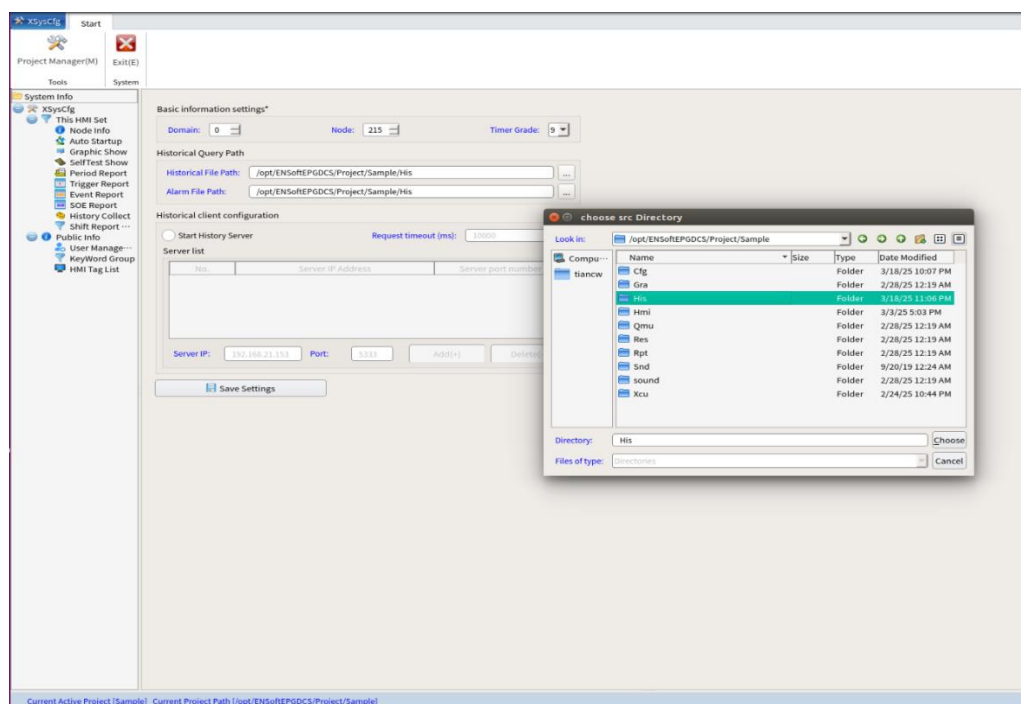 XSysCfg Start
Project Manager(M) Exit(E)
Tools System
System Info
XSysCfg
This HMI Set
Node Info
Auto Startup
Graphic Show
SelfTest Show
Period Report
Trigger Report
Event Report
SOE Report
History Collect
Shift Report ···
Public Info
User Manage···
KeyWord Group
HMI Tag List
Basic information settings*
Domain: 0 Node: 215 Timer Grade: 9
Historical Query Path
Historical File Path: /opt/ENSoftEPGDCS/Project/Sample/His ...
Alarm File Path: /opt/ENSoftEPGDCS/Project/Sample/His ...
Historical client configuration
Start History Server Request timeout (ms): 10000
Server list
No. Server IP Address Server port number
Server IP: 192.168.21.153 Port: 5333 Add(+) Delete(-
Save Settings
choose src Directory
Look in: /opt/ENSoftEPGDCS/Project/Sample
Compu···
tiancw
Name Size Type Date Modified
Cfg Folder 3/18/25 10:07 PM
Gra Folder 2/28/25 12:19 AM
His Folder 3/18/25 11:06 PM
Hmi Folder 3/3/25 5:03 PM
Qmu Folder 2/28/25 12:19 AM
Res Folder 2/28/25 12:19 AM
Rpt Folder 2/28/25 12:19 AM
Snd Folder 9/20/19 12:24 AM
sound Folder 2/28/25 12:19 AM
Xcu Folder 2/24/25 10:44 PM
Directory: His Choose
Files of type: Directories Cancel
Current Active Project [Sample] Current Project Path [/opt/ENSoftEPGDCS/Project/Sample]